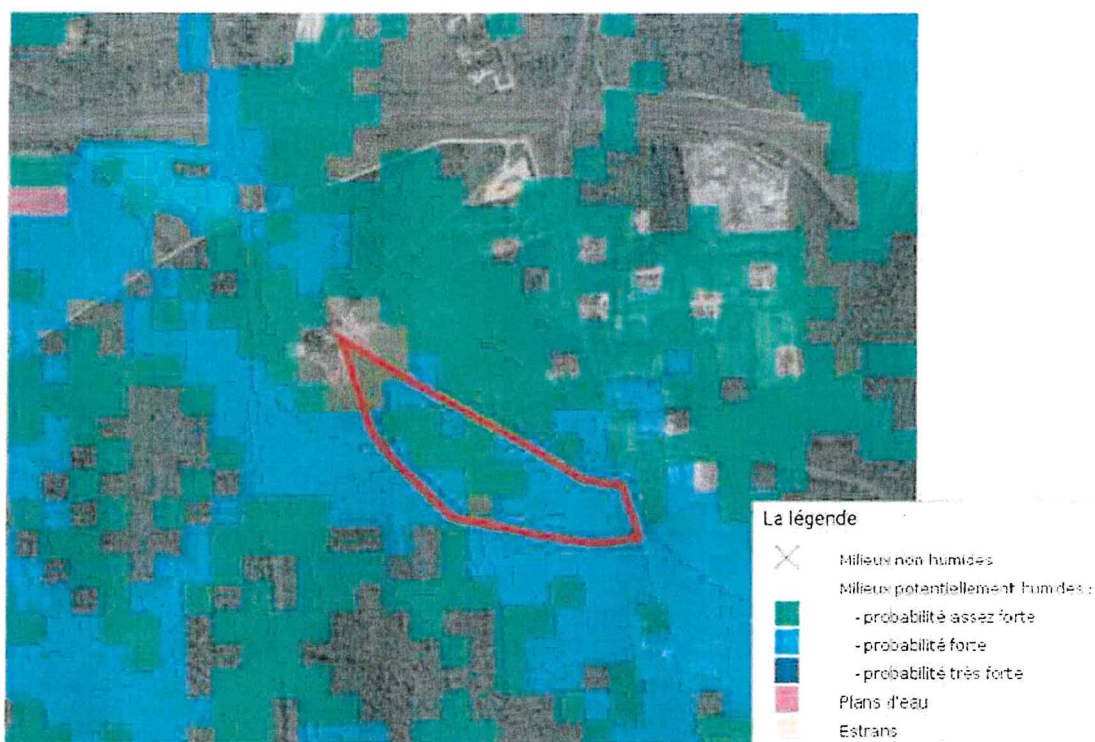 La légende
Milieux non humides
Milieux potentiellement humides :
- probabilité assez forte
- probabilité forte
- probabilité très forte
Plans d'eau
Estrans